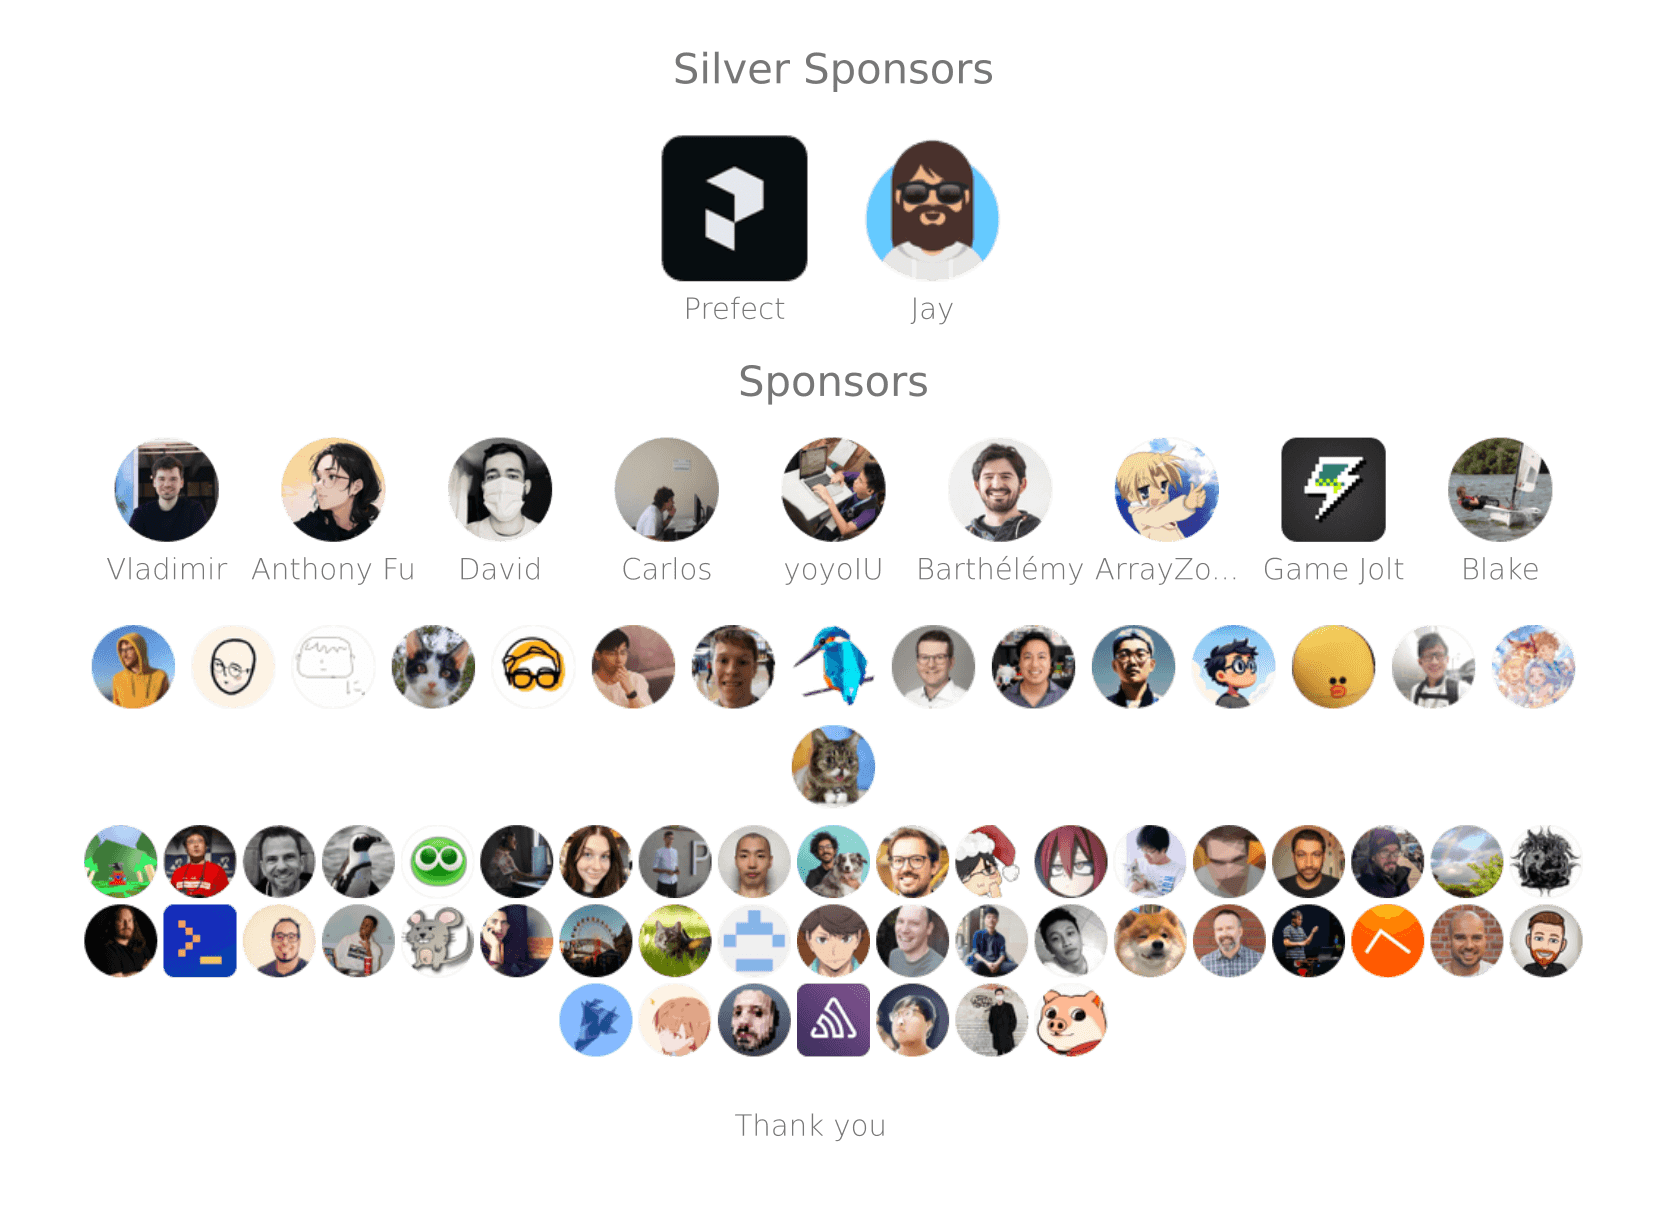 Silver Sponsors
Prefect Jay
Sponsors
Vladimir Anthony Fu David Carlos yoyoIU Barthélémy ArrayZo... Game Jolt Blake
Thank you